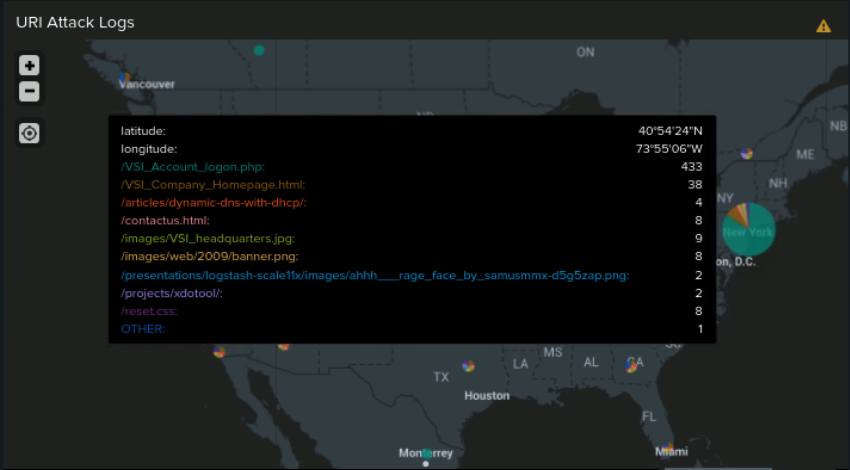 URI Attack Logs
ON
Vancouver
latitude: 40°54'24"N
longitude: 73°55'06"W
/VSI_Account_logon.php: 433
/VSI_Company_Homepage.html: 38
/articles/dynamic-dns-with-dhcp/: 4
/contactus.html: 8
/images/VSI_headquarters.jpg: 9
/images/web/2009/banner.png: 8
/presentations/logstash-scale11x/images/ahhh___rage_face_by_samusmmx-d5g5zap.png: 2
/projects/xdotool/: 2
/reset.css: 8
OTHER: 1
NB
ME
NH
NY
New York
on, D.C.
TX
LA
MS
AL
GA
Houston
FL
Monterrey
Miami